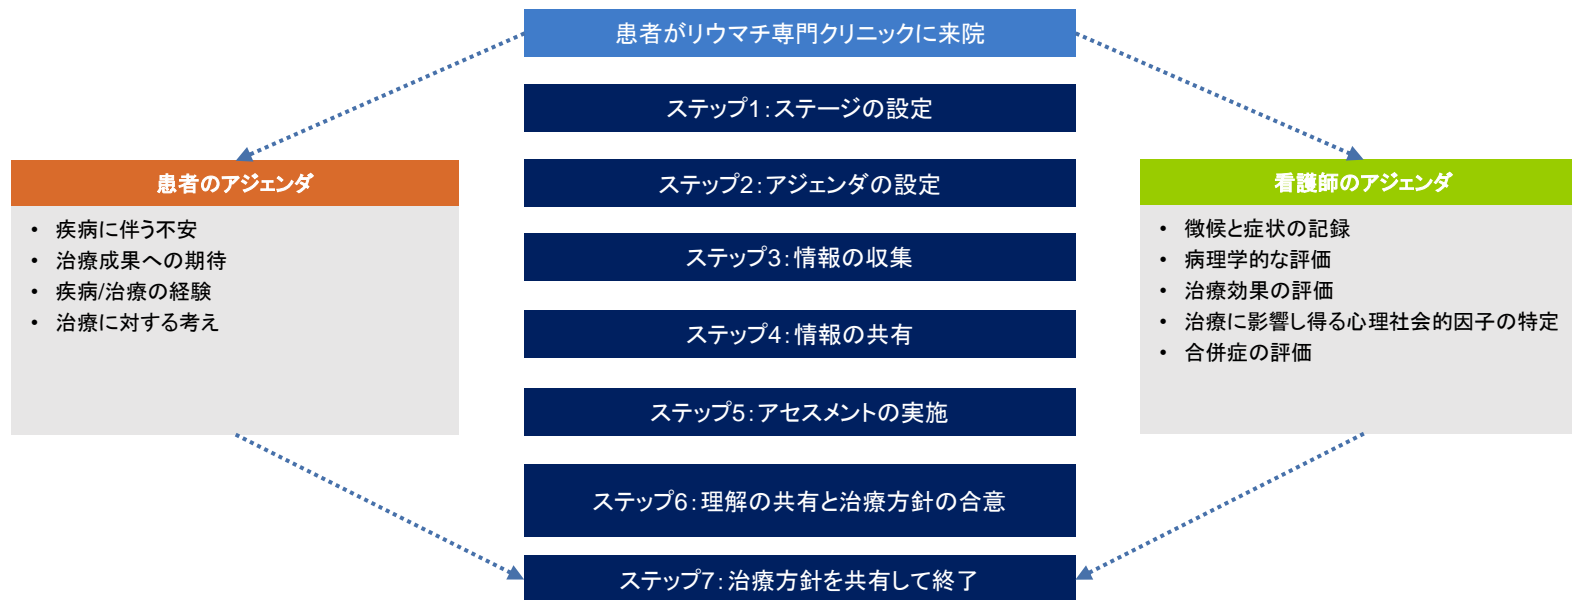 患者がリウマチ専門クリニックに来院
ステップ1：ステージの設定
ステップ2：アジェンダの設定
ステップ3：情報の収集
ステップ4：情報の共有
ステップ5：アセスメントの実施
ステップ6：理解の共有と治療方針の合意
ステップ7：治療方針を共有して終了
患者のアジェンダ
• 疾病に伴う不安
• 治療成果への期待
• 疾病/治療の経験
• 治療に対する考え
看護師のアジェンダ
• 徴候と症状の記録
• 病理学的な評価
• 治療効果の評価
• 治療に影響し得る心理社会的因子の特定
• 合併症の評価